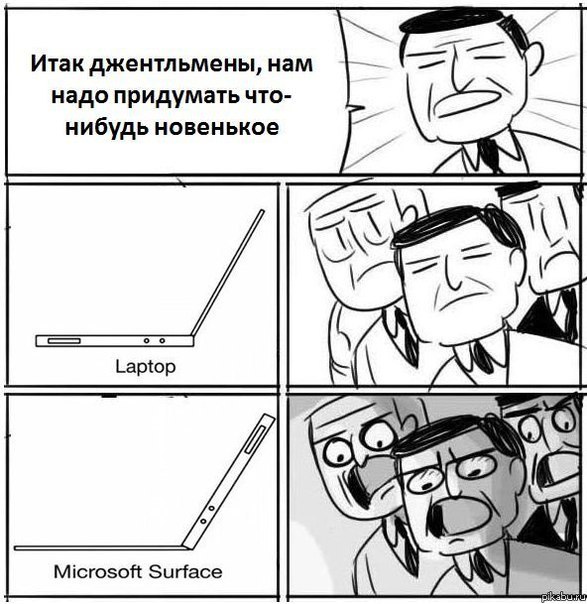 Итак джентльмены, нам
надо придумать что-
нибудь новенькое
Laptop
Microsoft Surface
pikabu.ru